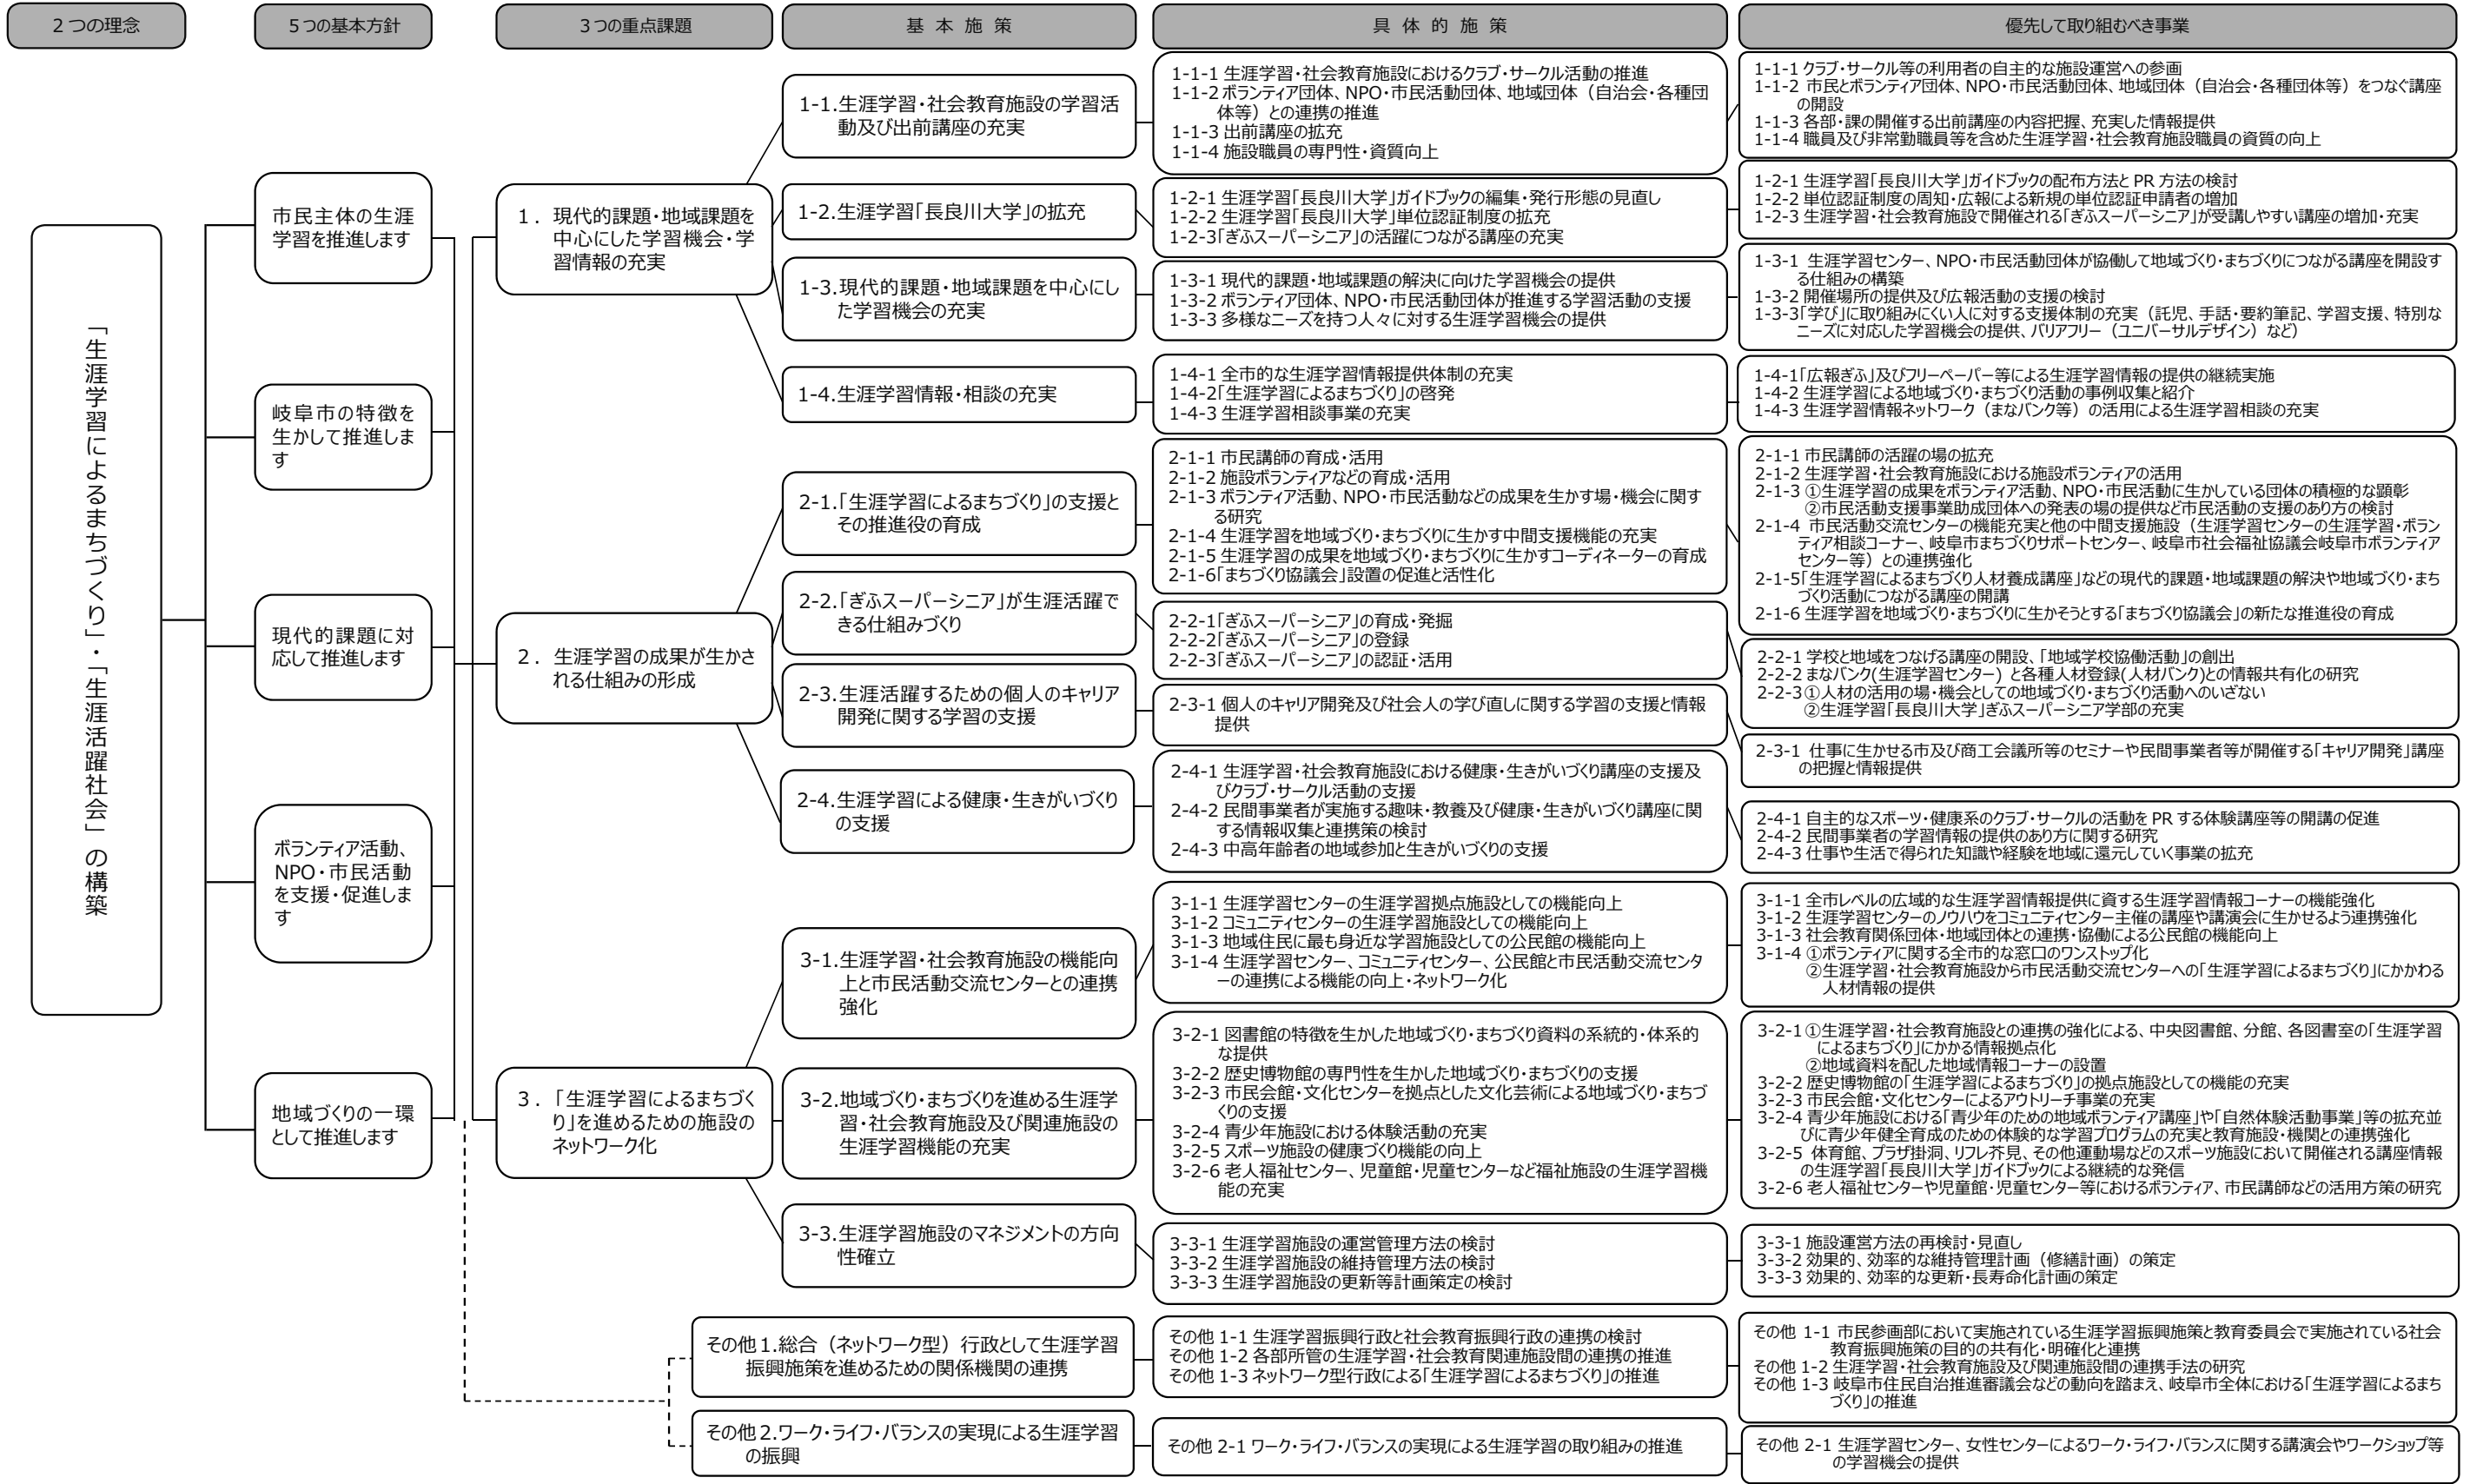 2つの理念
5つの基本方針
3つの重点課題
基本施策
具体的施策
優先して取り組むべき事業
「生涯学習によるまちづくり」・「生涯活躍社会」の構築
市民主体の生涯
学習を推進します
岐阜市の特徴を
生かして推進しま
す
現代的課題に対
応して推進します
ボランティア活動、
NPO・市民活動
を支援・促進しま
す
地域づくりの一環
として推進します
1．現代的課題・地域課題を
中心にした学習機会・学
習情報の充実
2．生涯学習の成果が生かさ
れる仕組みの形成
3．「生涯学習によるまちづく
り」を進めるための施設の
ネットワーク化
1-1.生涯学習・社会教育施設の学習活
動及び出前講座の充実
1-2.生涯学習「長良川大学」の拡充
1-3.現代的課題・地域課題を中心にし
た学習機会の充実
1-4.生涯学習情報・相談の充実
2-1.「生涯学習によるまちづくり」の支援と
その推進役の育成
2-2.「ぎふスーパーシニア」が生涯活躍で
きる仕組みづくり
2-3.生涯活躍するための個人のキャリア
開発に関する学習の支援
2-4.生涯学習による健康・生きがいづくり
の支援
3-1.生涯学習・社会教育施設の機能向
上と市民活動交流センターとの連携
強化
3-2.地域づくり・まちづくりを進める生涯学
習・社会教育施設及び関連施設の
生涯学習機能の充実
3-3.生涯学習施設のマネジメントの方向
性確立
その他1.総合（ネットワーク型）行政として生涯学習
振興施策を進めるための関係機関の連携
その他2.ワーク・ライフ・バランスの実現による生涯学習
の振興
1-1-1 生涯学習・社会教育施設におけるクラブ・サークル活動の推進
1-1-2 ボランティア団体、NPO・市民活動団体、地域団体（自治会・各種団
体等）との連携の推進
1-1-3 出前講座の拡充
1-1-4 施設職員の専門性・資質向上
1-2-1 生涯学習「長良川大学」ガイドブックの編集・発行形態の見直し
1-2-2 生涯学習「長良川大学」単位認証制度の拡充
1-2-3「ぎふスーパーシニア」の活躍につながる講座の充実
1-3-1 現代的課題・地域課題の解決に向けた学習機会の提供
1-3-2 ボランティア団体、NPO・市民活動団体が推進する学習活動の支援
1-3-3 多様なニーズを持つ人々に対する生涯学習機会の提供
1-4-1 全市的な生涯学習情報提供体制の充実
1-4-2「生涯学習によるまちづくり」の啓発
1-4-3 生涯学習相談事業の充実
2-1-1 市民講師の育成・活用
2-1-2 施設ボランティアなどの育成・活用
2-1-3 ボランティア活動、NPO・市民活動などの成果を生かす場・機会に関す
る研究
2-1-4 生涯学習を地域づくり・まちづくりに生かす中間支援機能の充実
2-1-5 生涯学習の成果を地域づくり・まちづくりに生かすコーディネーターの育成
2-1-6「まちづくり協議会」設置の促進と活性化
2-2-1「ぎふスーパーシニア」の育成・発掘
2-2-2「ぎふスーパーシニア」の登録
2-2-3「ぎふスーパーシニア」の認証・活用
2-3-1 個人のキャリア開発及び社会人の学び直しに関する学習の支援と情報
提供
2-4-1 生涯学習・社会教育施設における健康・生きがいづくり講座の支援及
びクラブ・サークル活動の支援
2-4-2 民間事業者が実施する趣味・教養及び健康・生きがいづくり講座に関
する情報収集と連携策の検討
2-4-3 中高年齢者の地域参加と生きがいづくりの支援
3-1-1 生涯学習センターの生涯学習拠点施設としての機能向上
3-1-2 コミュニティセンターの生涯学習施設としての機能向上
3-1-3 地域住民に最も身近な学習施設としての公民館の機能向上
3-1-4 生涯学習センター、コミュニティセンター、公民館と市民活動交流センタ
ーの連携による機能の向上・ネットワーク化
3-2-1 図書館の特徴を生かした地域づくり・まちづくり資料の系統的・体系的
な提供
3-2-2 歴史博物館の専門性を生かした地域づくり・まちづくりの支援
3-2-3 市民会館・文化センターを拠点とした文化芸術による地域づくり・まちづ
くりの支援
3-2-4 青少年施設における体験活動の充実
3-2-5 スポーツ施設の健康づくり機能の向上
3-2-6 老人福祉センター、児童館・児童センターなど福祉施設の生涯学習機
能の充実
3-3-1 生涯学習施設の運営管理方法の検討
3-3-2 生涯学習施設の維持管理方法の検討
3-3-3 生涯学習施設の更新等計画策定の検討
その他 1-1 生涯学習振興行政と社会教育振興行政の連携の検討
その他 1-2 各部所管の生涯学習・社会教育関連施設間の連携の推進
その他 1-3 ネットワーク型行政による「生涯学習によるまちづくり」の推進
その他 2-1 ワーク・ライフ・バランスの実現による生涯学習の取り組みの推進
1-1-1 クラブ・サークル等の利用者の自主的な施設運営への参画
1-1-2 市民とボランティア団体、NPO・市民活動団体、地域団体（自治会・各種団体等）をつなぐ講座
の開設
1-1-3 各部・課の開催する出前講座の内容把握、充実した情報提供
1-1-4 職員及び非常勤職員等を含めた生涯学習・社会教育施設職員の資質の向上
1-2-1 生涯学習「長良川大学」ガイドブックの配布方法と PR 方法の検討
1-2-2 単位認証制度の周知・広報による新規の単位認証申請者の増加
1-2-3 生涯学習・社会教育施設で開催される「ぎふスーパーシニア」が受講しやすい講座の増加・充実
1-3-1 生涯学習センター、NPO・市民活動団体が協働して地域づくり・まちづくりにつながる講座を開設す
る仕組みの構築
1-3-2 開催場所の提供及び広報活動の支援の検討
1-3-3「学び」に取り組みにくい人に対する支援体制の充実（託児、手話・要約筆記、学習支援、特別な
ニーズに対応した学習機会の提供、バリアフリー（ユニバーサルデザイン）など）
1-4-1「広報ぎふ」及びフリーペーパー等による生涯学習情報の提供の継続実施
1-4-2 生涯学習による地域づくり・まちづくり活動の事例収集と紹介
1-4-3 生涯学習情報ネットワーク（まなバンク等）の活用による生涯学習相談の充実
2-1-1 市民講師の活躍の場の拡充
2-1-2 生涯学習・社会教育施設における施設ボランティアの活用
2-1-3 ①生涯学習の成果をボランティア活動、NPO・市民活動に生かしている団体の積極的な顕彰
②市民活動支援事業助成団体への発表の場の提供など市民活動の支援のあり方の検討
2-1-4 市民活動交流センターの機能充実と他の中間支援施設（生涯学習センターの生涯学習・ボラン
ティア相談コーナー、岐阜市まちづくりサポートセンター、岐阜市社会福祉協議会岐阜市ボランティア
センター等）との連携強化
2-1-5「生涯学習によるまちづくり人材養成講座」などの現代的課題・地域課題の解決や地域づくり・まち
づくり活動につながる講座の開講
2-1-6 生涯学習を地域づくり・まちづくりに生かそうとする「まちづくり協議会」の新たな推進役の育成
2-2-1 学校と地域をつなげる講座の開設、「地域学校協働活動」の創出
2-2-2 まなバンク(生涯学習センター) と各種人材登録(人材バンク)との情報共有化の研究
2-2-3 ①人材の活用の場・機会としての地域づくり・まちづくり活動へのいざない
②生涯学習「長良川大学」ぎふスーパーシニア学部の充実
2-3-1 仕事に生かせる市及び商工会議所等のセミナーや民間事業者等が開催する「キャリア開発」講座
の把握と情報提供
2-4-1 自主的なスポーツ・健康系のクラブ・サークルの活動を PR する体験講座等の開講の促進
2-4-2 民間事業者の学習情報の提供のあり方に関する研究
2-4-3 仕事や生活で得られた知識や経験を地域に還元していく事業の拡充
3-1-1 全市レベルの広域的な生涯学習情報提供に資する生涯学習情報コーナーの機能強化
3-1-2 生涯学習センターのノウハウをコミュニティセンター主催の講座や講演会に生かせるよう連携強化
3-1-3 社会教育関係団体・地域団体との連携・協働による公民館の機能向上
3-1-4 ①ボランティアに関する全市的な窓口のワンストップ化
②生涯学習・社会教育施設から市民活動交流センターへの「生涯学習によるまちづくり」にかかわる
人材情報の提供
3-2-1 ①生涯学習・社会教育施設との連携の強化による、中央図書館、分館、各図書室の「生涯学習
によるまちづくり」にかかる情報拠点化
②地域資料を配した地域情報コーナーの設置
3-2-2 歴史博物館の「生涯学習によるまちづくり」の拠点施設としての機能の充実
3-2-3 市民会館・文化センターによるアウトリーチ事業の充実
3-2-4 青少年施設における「青少年のための地域ボランティア講座」や「自然体験活動事業」等の拡充並
びに青少年健全育成のための体験的な学習プログラムの充実と教育施設・機関との連携強化
3-2-5 体育館、プラザ掛洞、リフレ芥見、その他運動場などのスポーツ施設において開催される講座情報
の生涯学習「長良川大学」ガイドブックによる継続的な発信
3-2-6 老人福祉センターや児童館・児童センター等におけるボランティア、市民講師などの活用方策の研究
3-3-1 施設運営方法の再検討・見直し
3-3-2 効果的、効率的な維持管理計画（修繕計画）の策定
3-3-3 効果的、効率的な更新・長寿命化計画の策定
その他 1-1 市民参画部において実施されている生涯学習振興施策と教育委員会で実施されている社会
教育振興施策の目的の共有化・明確化と連携
その他 1-2 生涯学習・社会教育施設及び関連施設間の連携手法の研究
その他 1-3 岐阜市住民自治推進審議会などの動向を踏まえ、岐阜市全体における「生涯学習によるまち
づくり」の推進
その他 2-1 生涯学習センター、女性センターによるワーク・ライフ・バランスに関する講演会やワークショップ等
の学習機会の提供